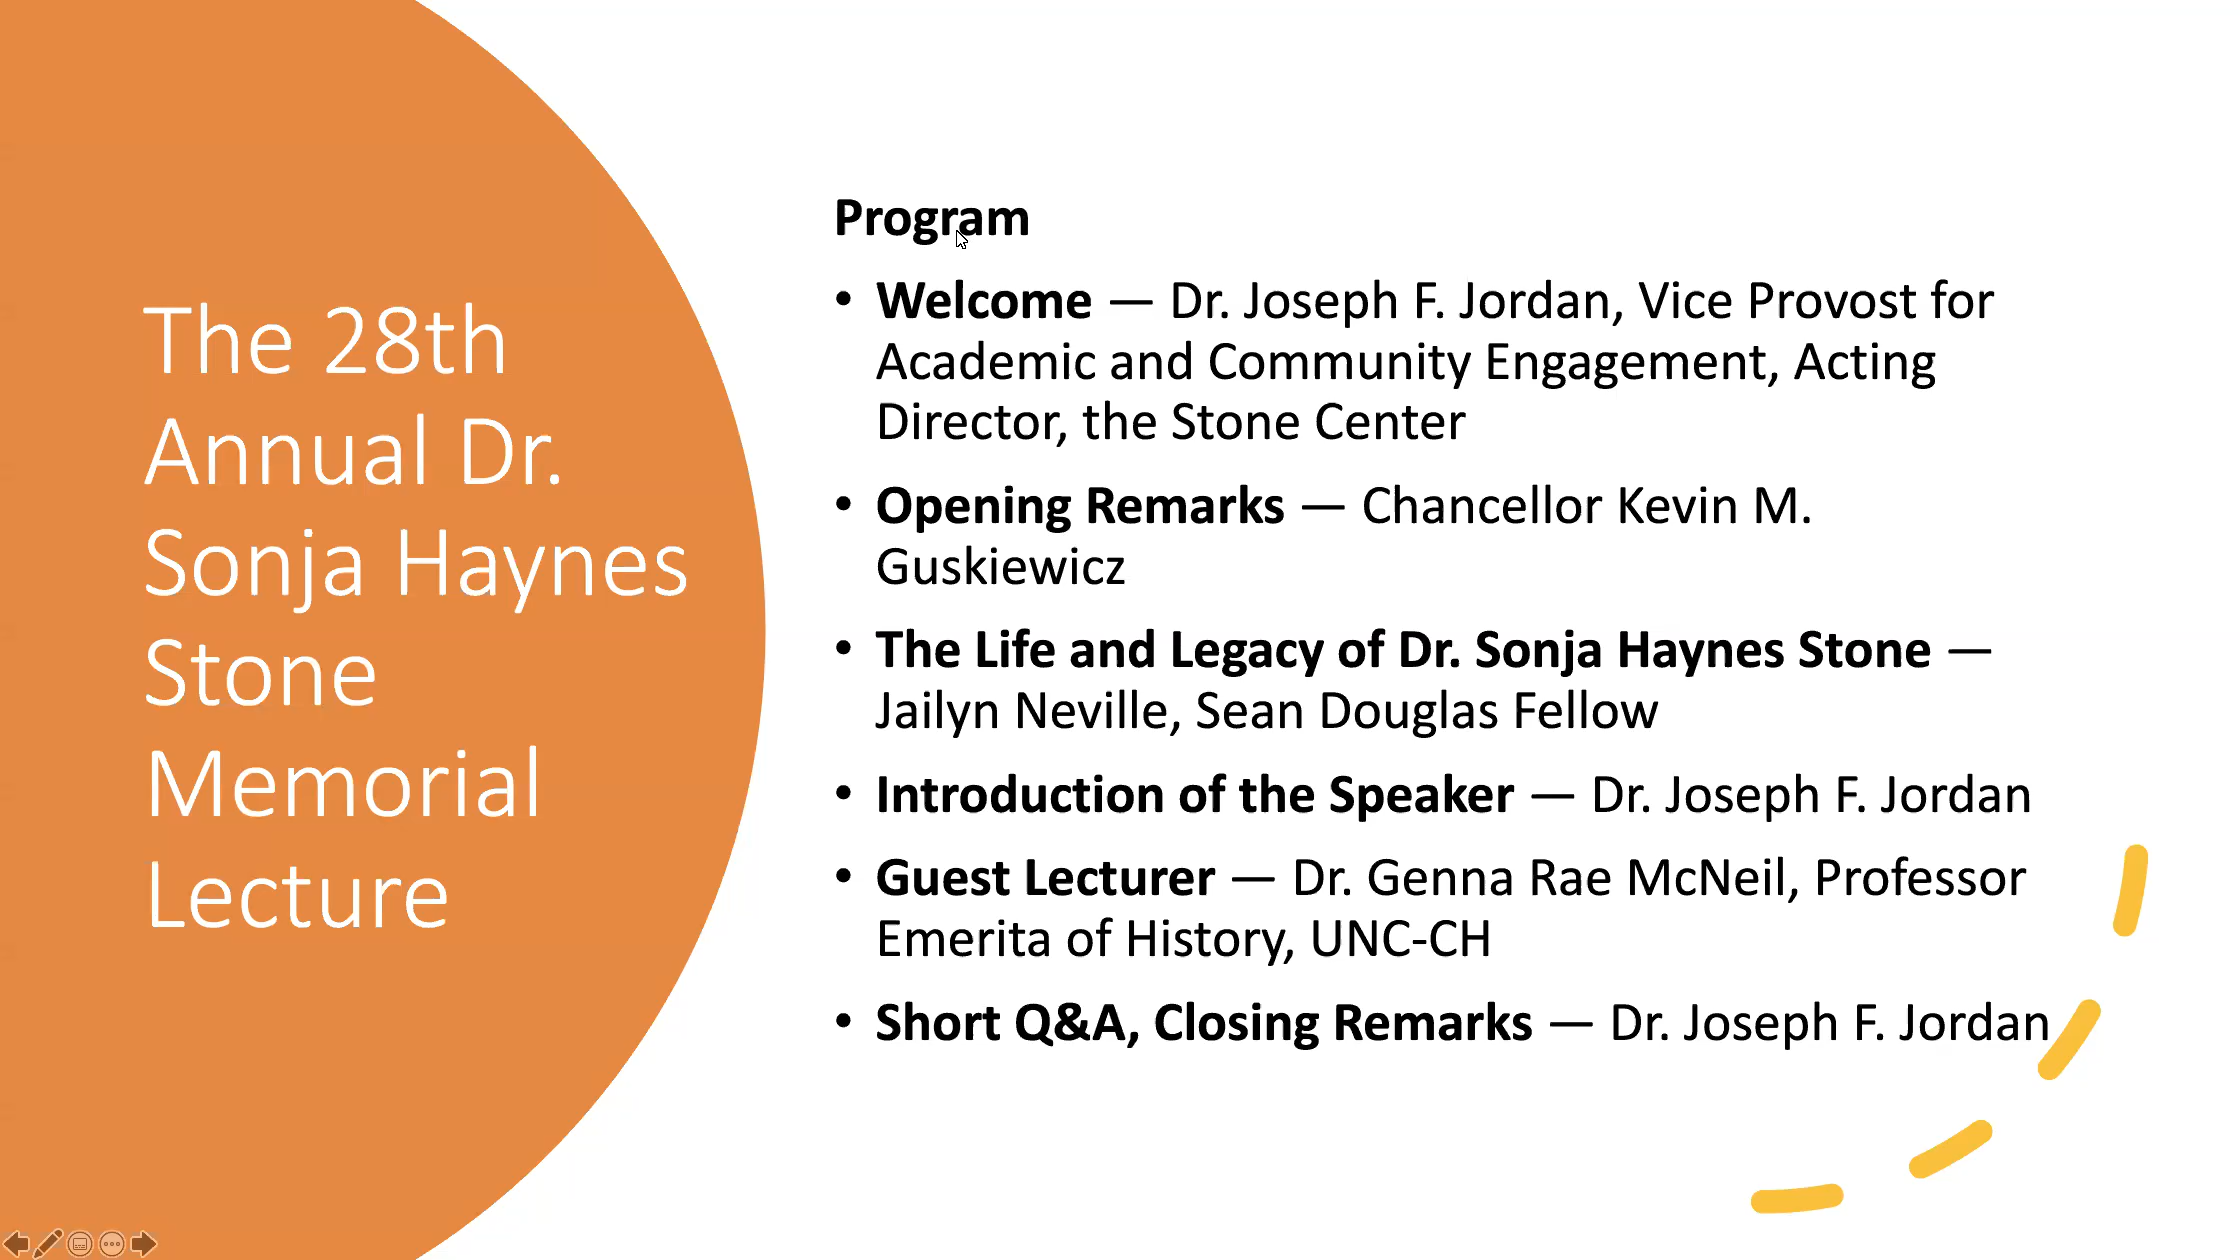 The 28th
Annual Dr.
Sonja Haynes
Stone
Memorial
Lecture
Program
• Welcome — Dr. Joseph F. Jordan, Vice Provost for
Academic and Community Engagement, Acting
Director, the Stone Center
• Opening Remarks — Chancellor Kevin M.
Guskiewicz
• The Life and Legacy of Dr. Sonja Haynes Stone —
Jailyn Neville, Sean Douglas Fellow
• Introduction of the Speaker — Dr. Joseph F. Jordan
• Guest Lecturer — Dr. Genna Rae McNeil, Professor
Emerita of History, UNC-CH
• Short Q&A, Closing Remarks — Dr. Joseph F. Jordan